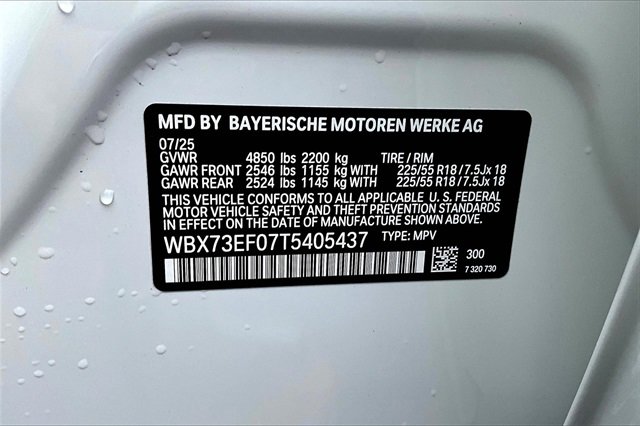 MFD BY BAYERISCHE MOTOREN WERKE AG
07/25
GVWR 4850 lbs 2200 kg TIRE / RIM
GAWR FRONT 2546 lbs 1155 kg WITH 225/55 R18 / 7.5Jx 18
GAWR REAR 2524 lbs 1145 kg WITH 225/55 R18 / 7.5Jx 18
THIS VEHICLE CONFORMS TO ALL APPLICABLE U. S. FEDERAL
MOTOR VEHICLE SAFETY AND THEFT PREVENTION STANDARDS
IN EFFECT ON THE DATE OF MANUFACTURE SHOWN ABOVE.
WBX73EF07T5405437 TYPE: MPV
300
7 320 730